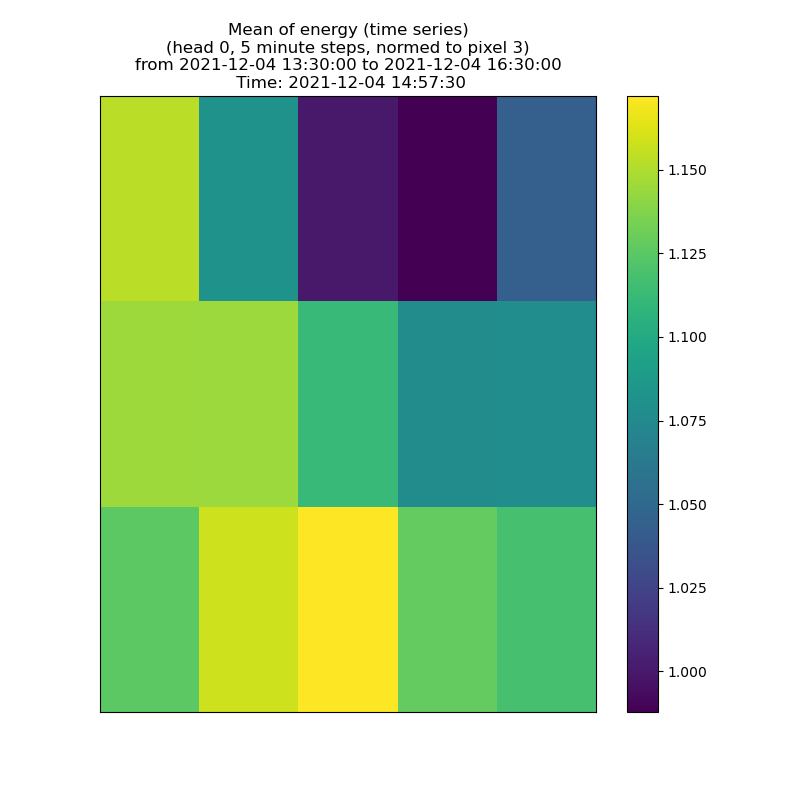 Mean of energy (time series)
(head 0, 5 minute steps, normed to pixel 3)
from 2021-12-04 13:30:00 to 2021-12-04 16:30:00
Time: 2021-12-04 14:57:30
1.150
1.125
1.100
1.075
1.050
1.025
1.000